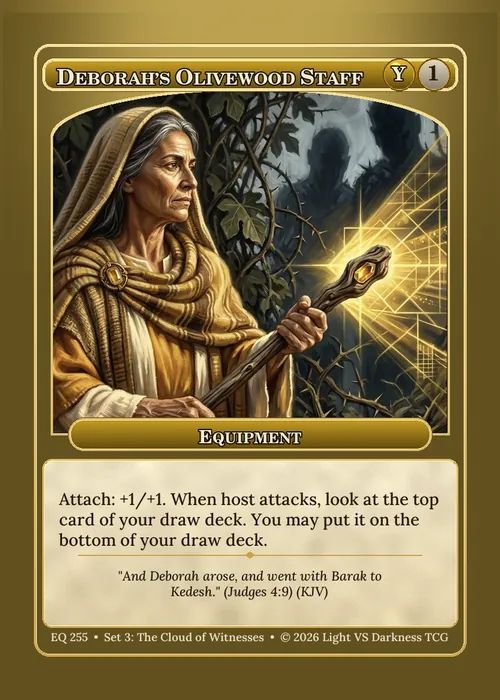 Deborah's Olivewood Staff Y 1
Equipment
Attach: +1/+1. When host attacks, look at the top
card of your draw deck. You may put it on the
bottom of your draw deck.
"And Deborah arose, and went with Barak to
Kedesh." (Judges 4:9) (KJV)
EQ 255 • Set 3: The Cloud of Witnesses • © 2026 Light VS Darkness TCG